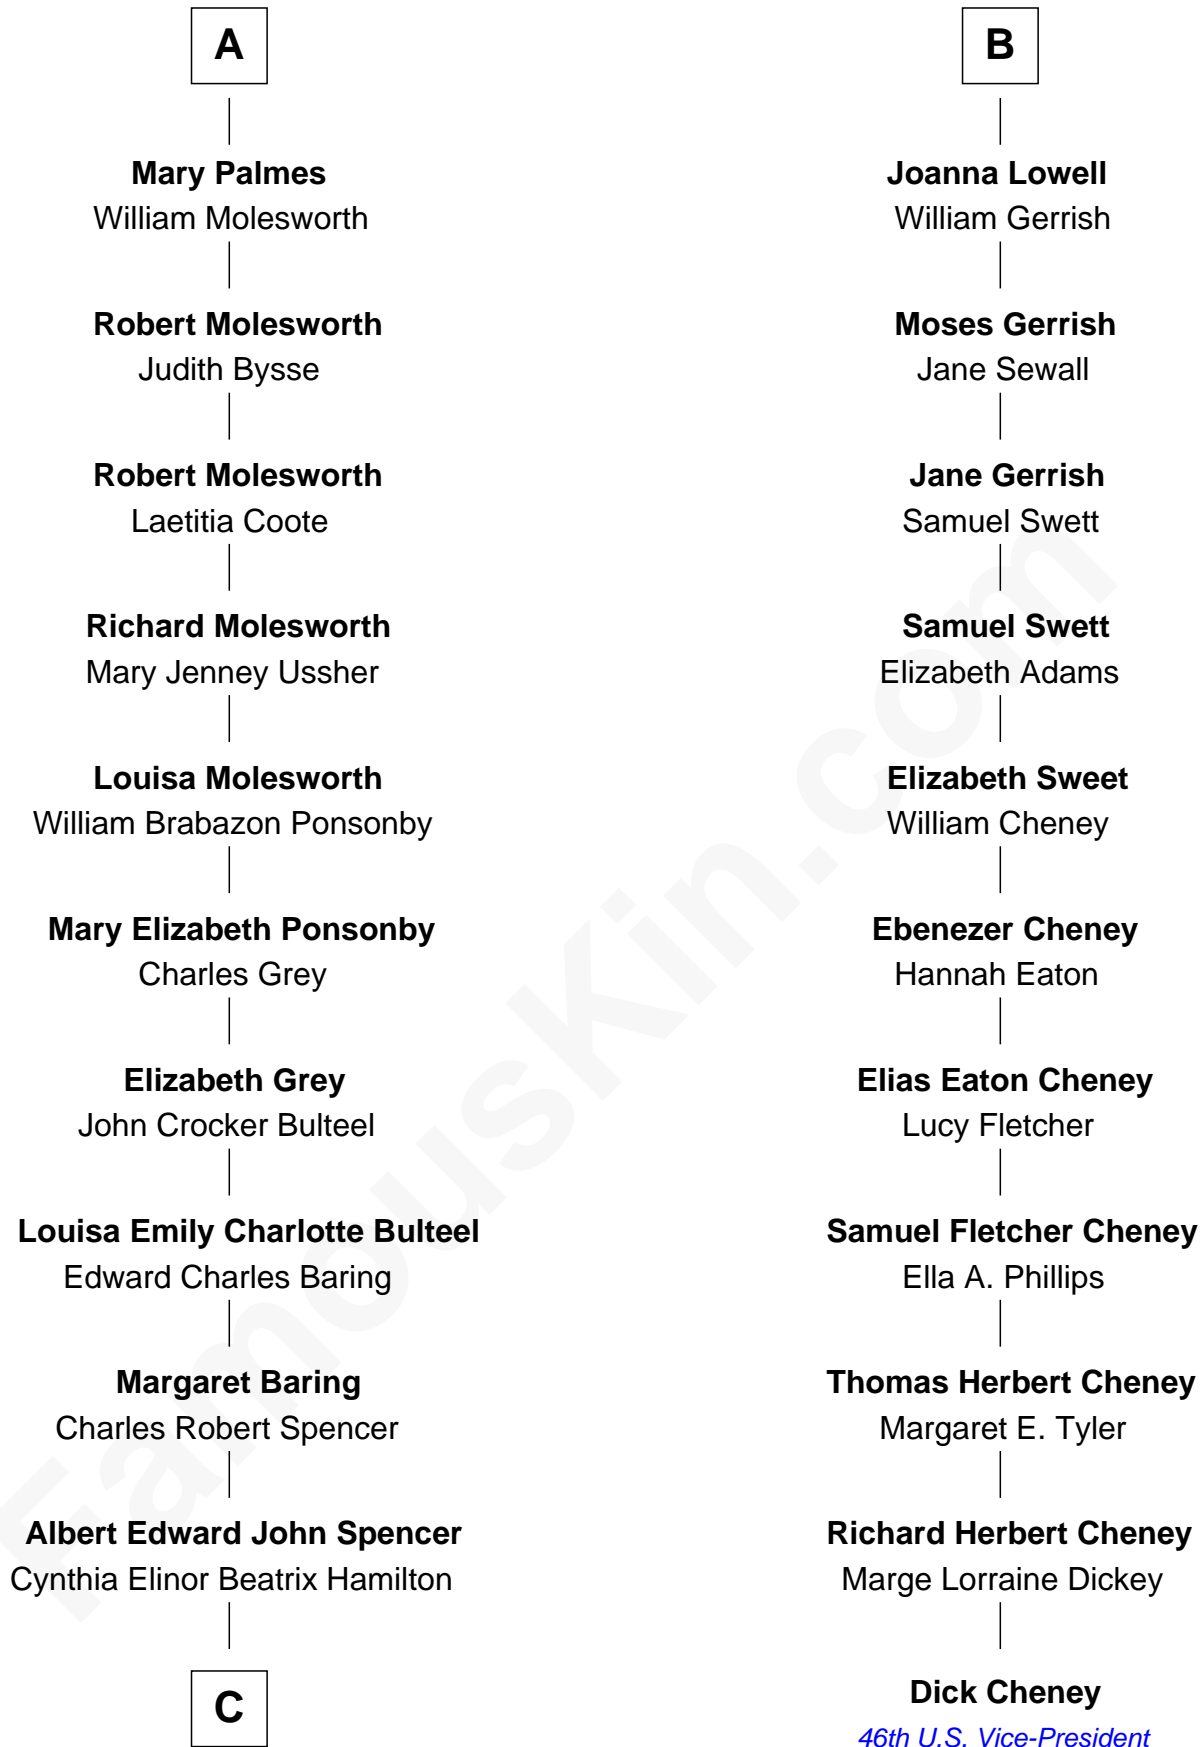 A
Mary Palmes
William Molesworth
Robert Molesworth
Judith Bysse
Robert Molesworth
Laetitia Coote
Richard Molesworth
Mary Jenney Ussher
Louisa Molesworth
William Brabazon Ponsonby
Mary Elizabeth Ponsonby
Charles Grey
Elizabeth Grey
John Crocker Bulteel
Louisa Emily Charlotte Bulteel
Edward Charles Baring
Margaret Baring
Charles Robert Spencer
Albert Edward John Spencer
Cynthia Elinor Beatrix Hamilton
C
B
Joanna Lowell
William Gerrish
Moses Gerrish
Jane Sewall
Jane Gerrish
Samuel Swett
Samuel Swett
Elizabeth Adams
Elizabeth Sweet
William Cheney
Ebenezer Cheney
Hannah Eaton
Elias Eaton Cheney
Lucy Fletcher
Samuel Fletcher Cheney
Ella A. Phillips
Thomas Herbert Cheney
Margaret E. Tyler
Richard Herbert Cheney
Marge Lorraine Dickey
Dick Cheney
46th U.S. Vice-President
FamousKin.com